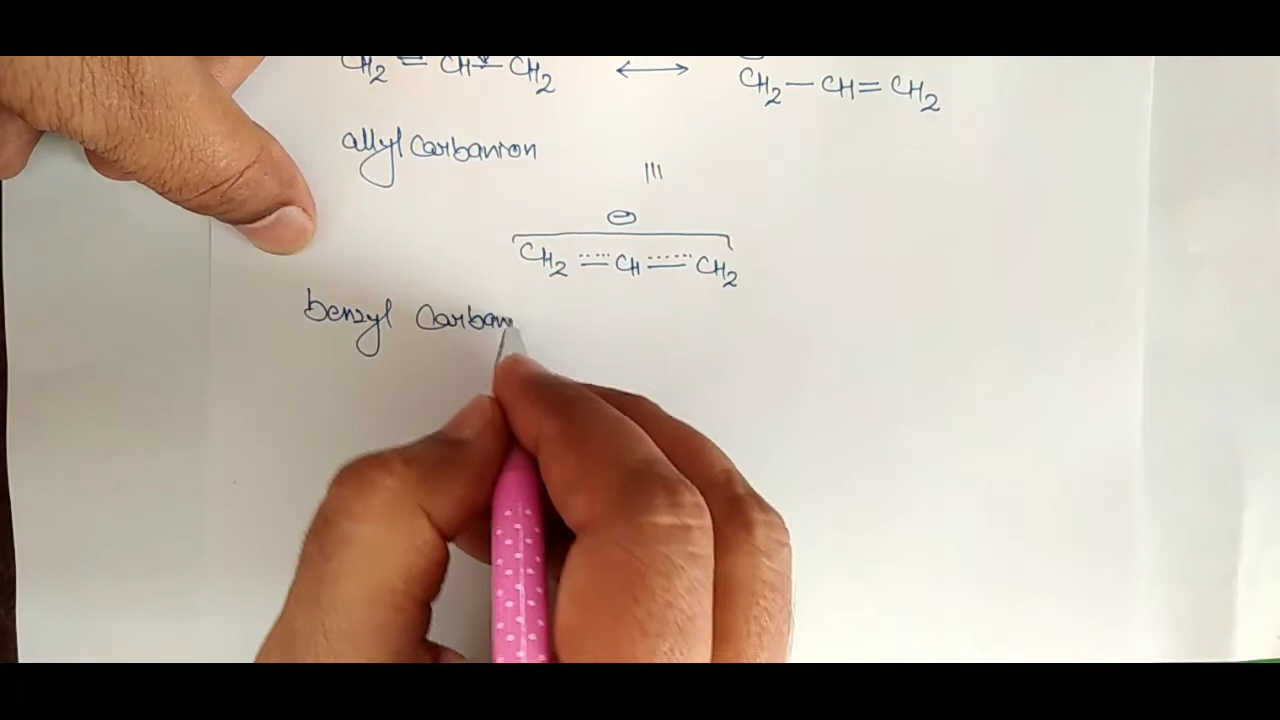 CH2 = CH - CH2 ⟷ CH2 - CH = CH2
allyl Carbanion
|||
⊖
CH2 ⋯ CH ⋯ CH2
benzyl Carban